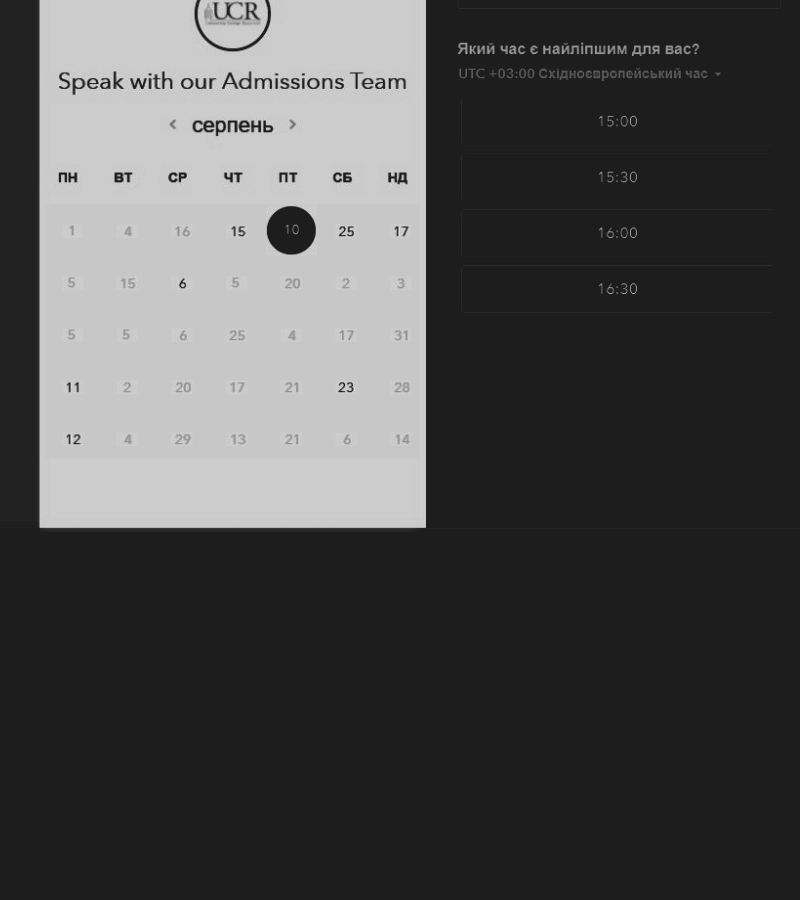 UCR
Speak with our Admissions Team
серпень
ПН ВТ СР ЧТ ПТ СБ НД
1 4 16 15 10 25 17
5 15 6 5 20 2 3
5 5 6 25 4 17 31
11 2 20 17 21 23 28
12 4 29 13 21 6 14
Який час є найліпшим для вас?
UTC +03:00 Східноєвропейський час
15:00
15:30
16:00
16:30